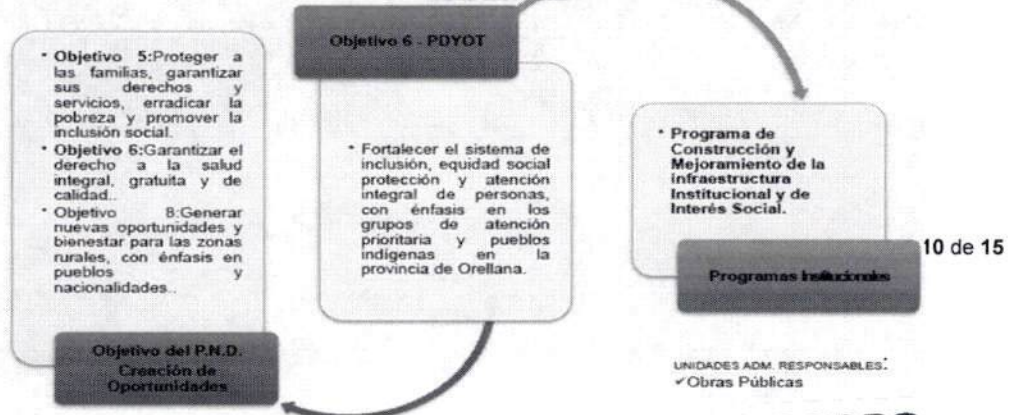 • Objetivo 5:Proteger a
las familias, garantizar
sus derechos y
servicios, erradicar la
pobreza y promover la
inclusión social.
• Objetivo 6:Garantizar el
derecho a la salud
integral, gratuita y de
calidad..
• Objetivo 8:Generar
nuevas oportunidades y
bienestar para las zonas
rurales, con énfasis en
pueblos y
nacionalidades..
Objetivo del P.N.D.
Creación de
Oportunidades
Objetivo 6 - PDYOT
• Fortalecer el sistema de
inclusión, equidad social
protección y atención
integral de personas,
con énfasis en los
grupos de atención
prioritaria y pueblos
indígenas en la
provincia de Orellana.
• Programa de
Construcción y
Mejoramiento de la
infraestructura
Institucional y de
Interés Social.
Programas Institucionales
10 de 15
UNIDADES ADM. RESPONSABLES:
✓Obras Públicas